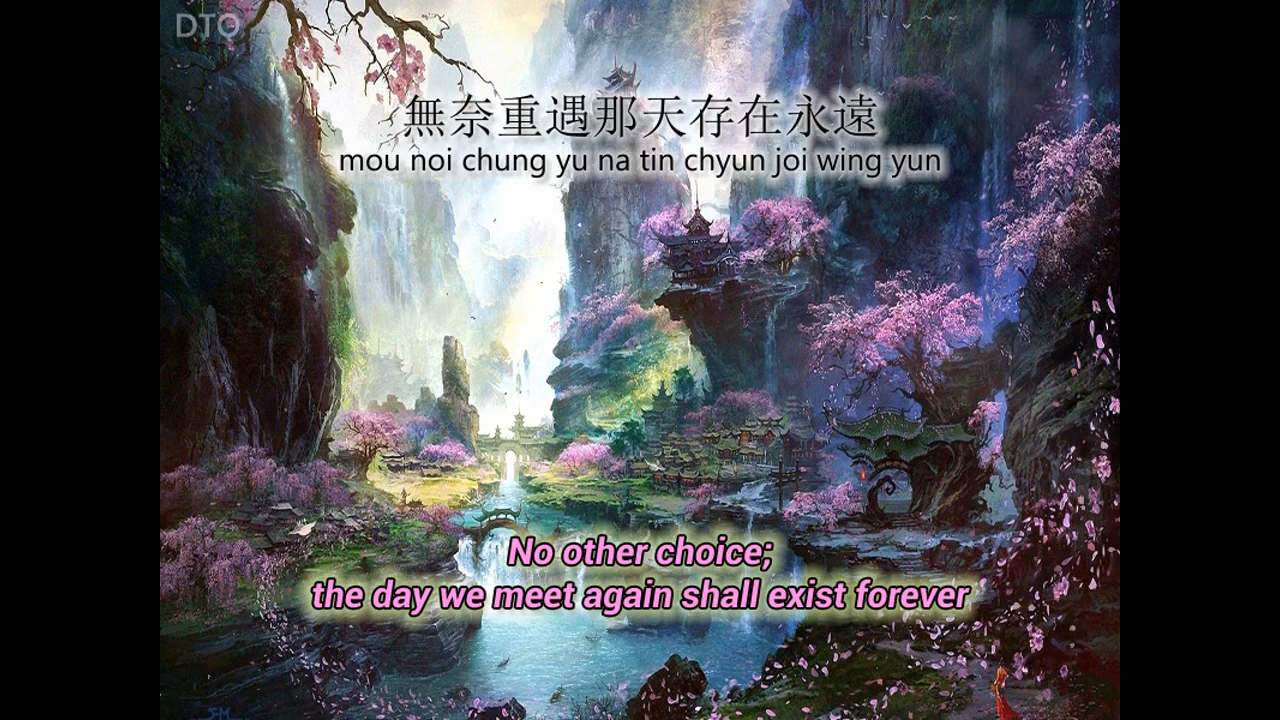 DTO
無奈重遇那天存在永遠
mou noi chung yu na tin chyun joi wing yun
No other choice;
the day we meet again shall exist forever